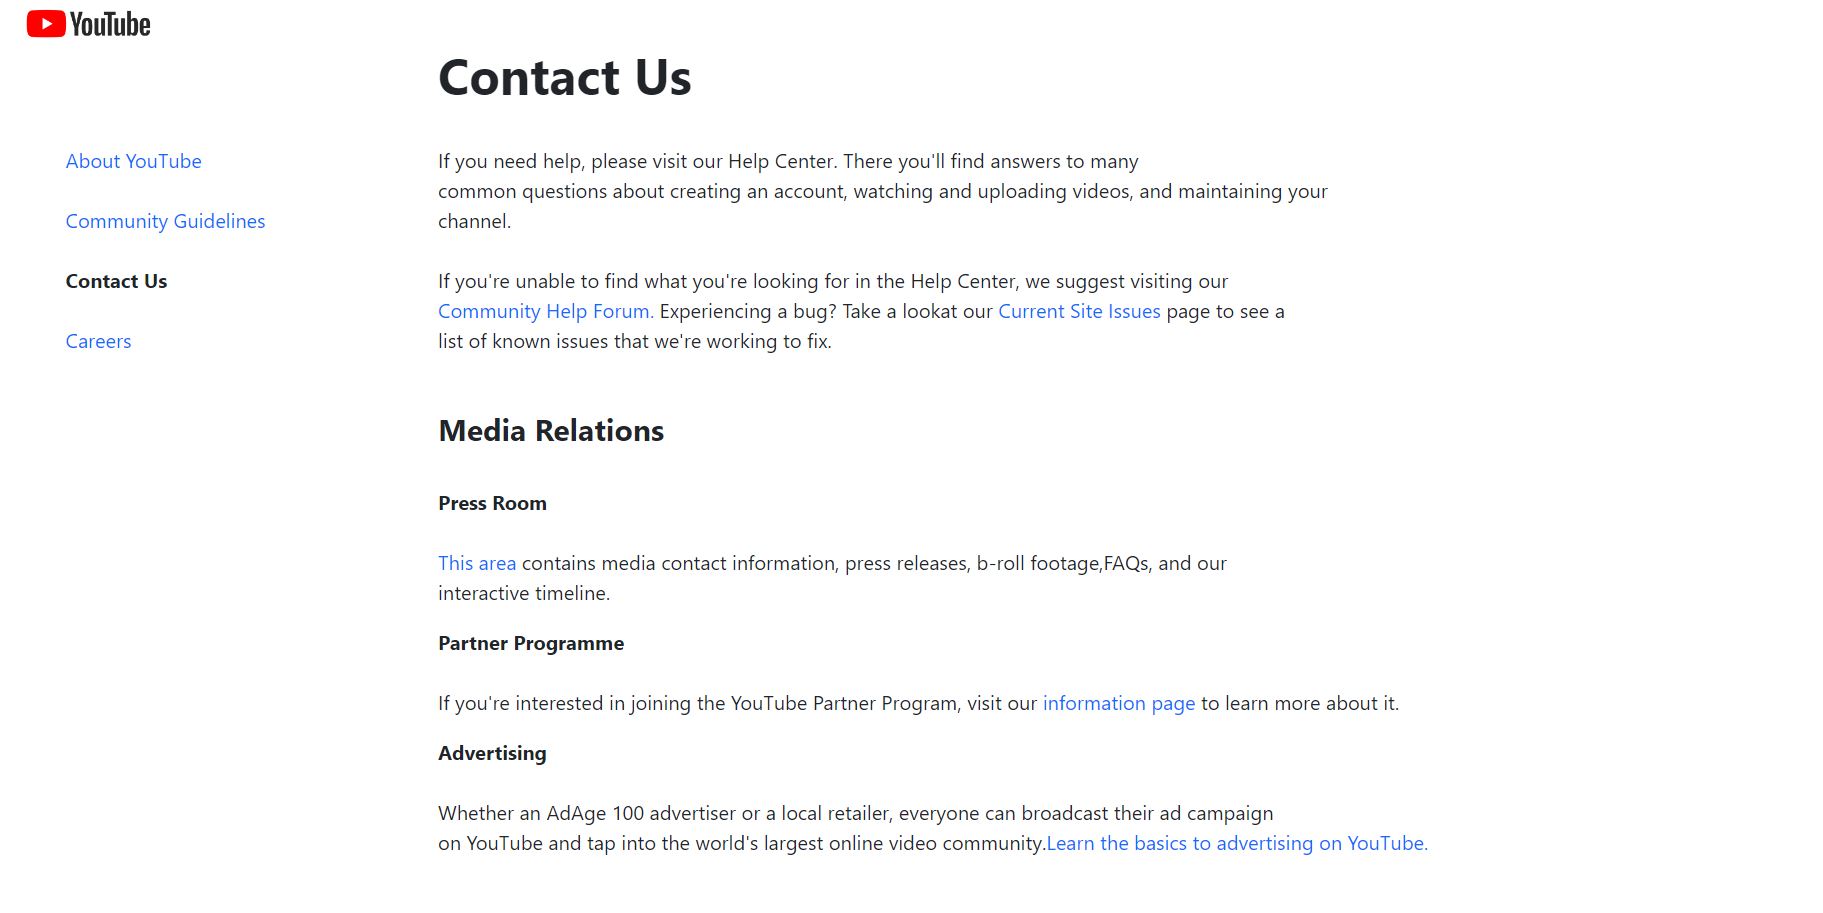 YouTube
Contact Us
About YouTube
Community Guidelines
Contact Us
Careers
If you need help, please visit our Help Center. There you'll find answers to many
common questions about creating an account, watching and uploading videos, and maintaining your
channel.
If you're unable to find what you're looking for in the Help Center, we suggest visiting our
Community Help Forum. Experiencing a bug? Take a lookat our Current Site Issues page to see a
list of known issues that we're working to fix.
Media Relations
Press Room
This area contains media contact information, press releases, b-roll footage,FAQs, and our
interactive timeline.
Partner Programme
If you're interested in joining the YouTube Partner Program, visit our information page to learn more about it.
Advertising
Whether an AdAge 100 advertiser or a local retailer, everyone can broadcast their ad campaign
on YouTube and tap into the world's largest online video community.Learn the basics to advertising on YouTube.